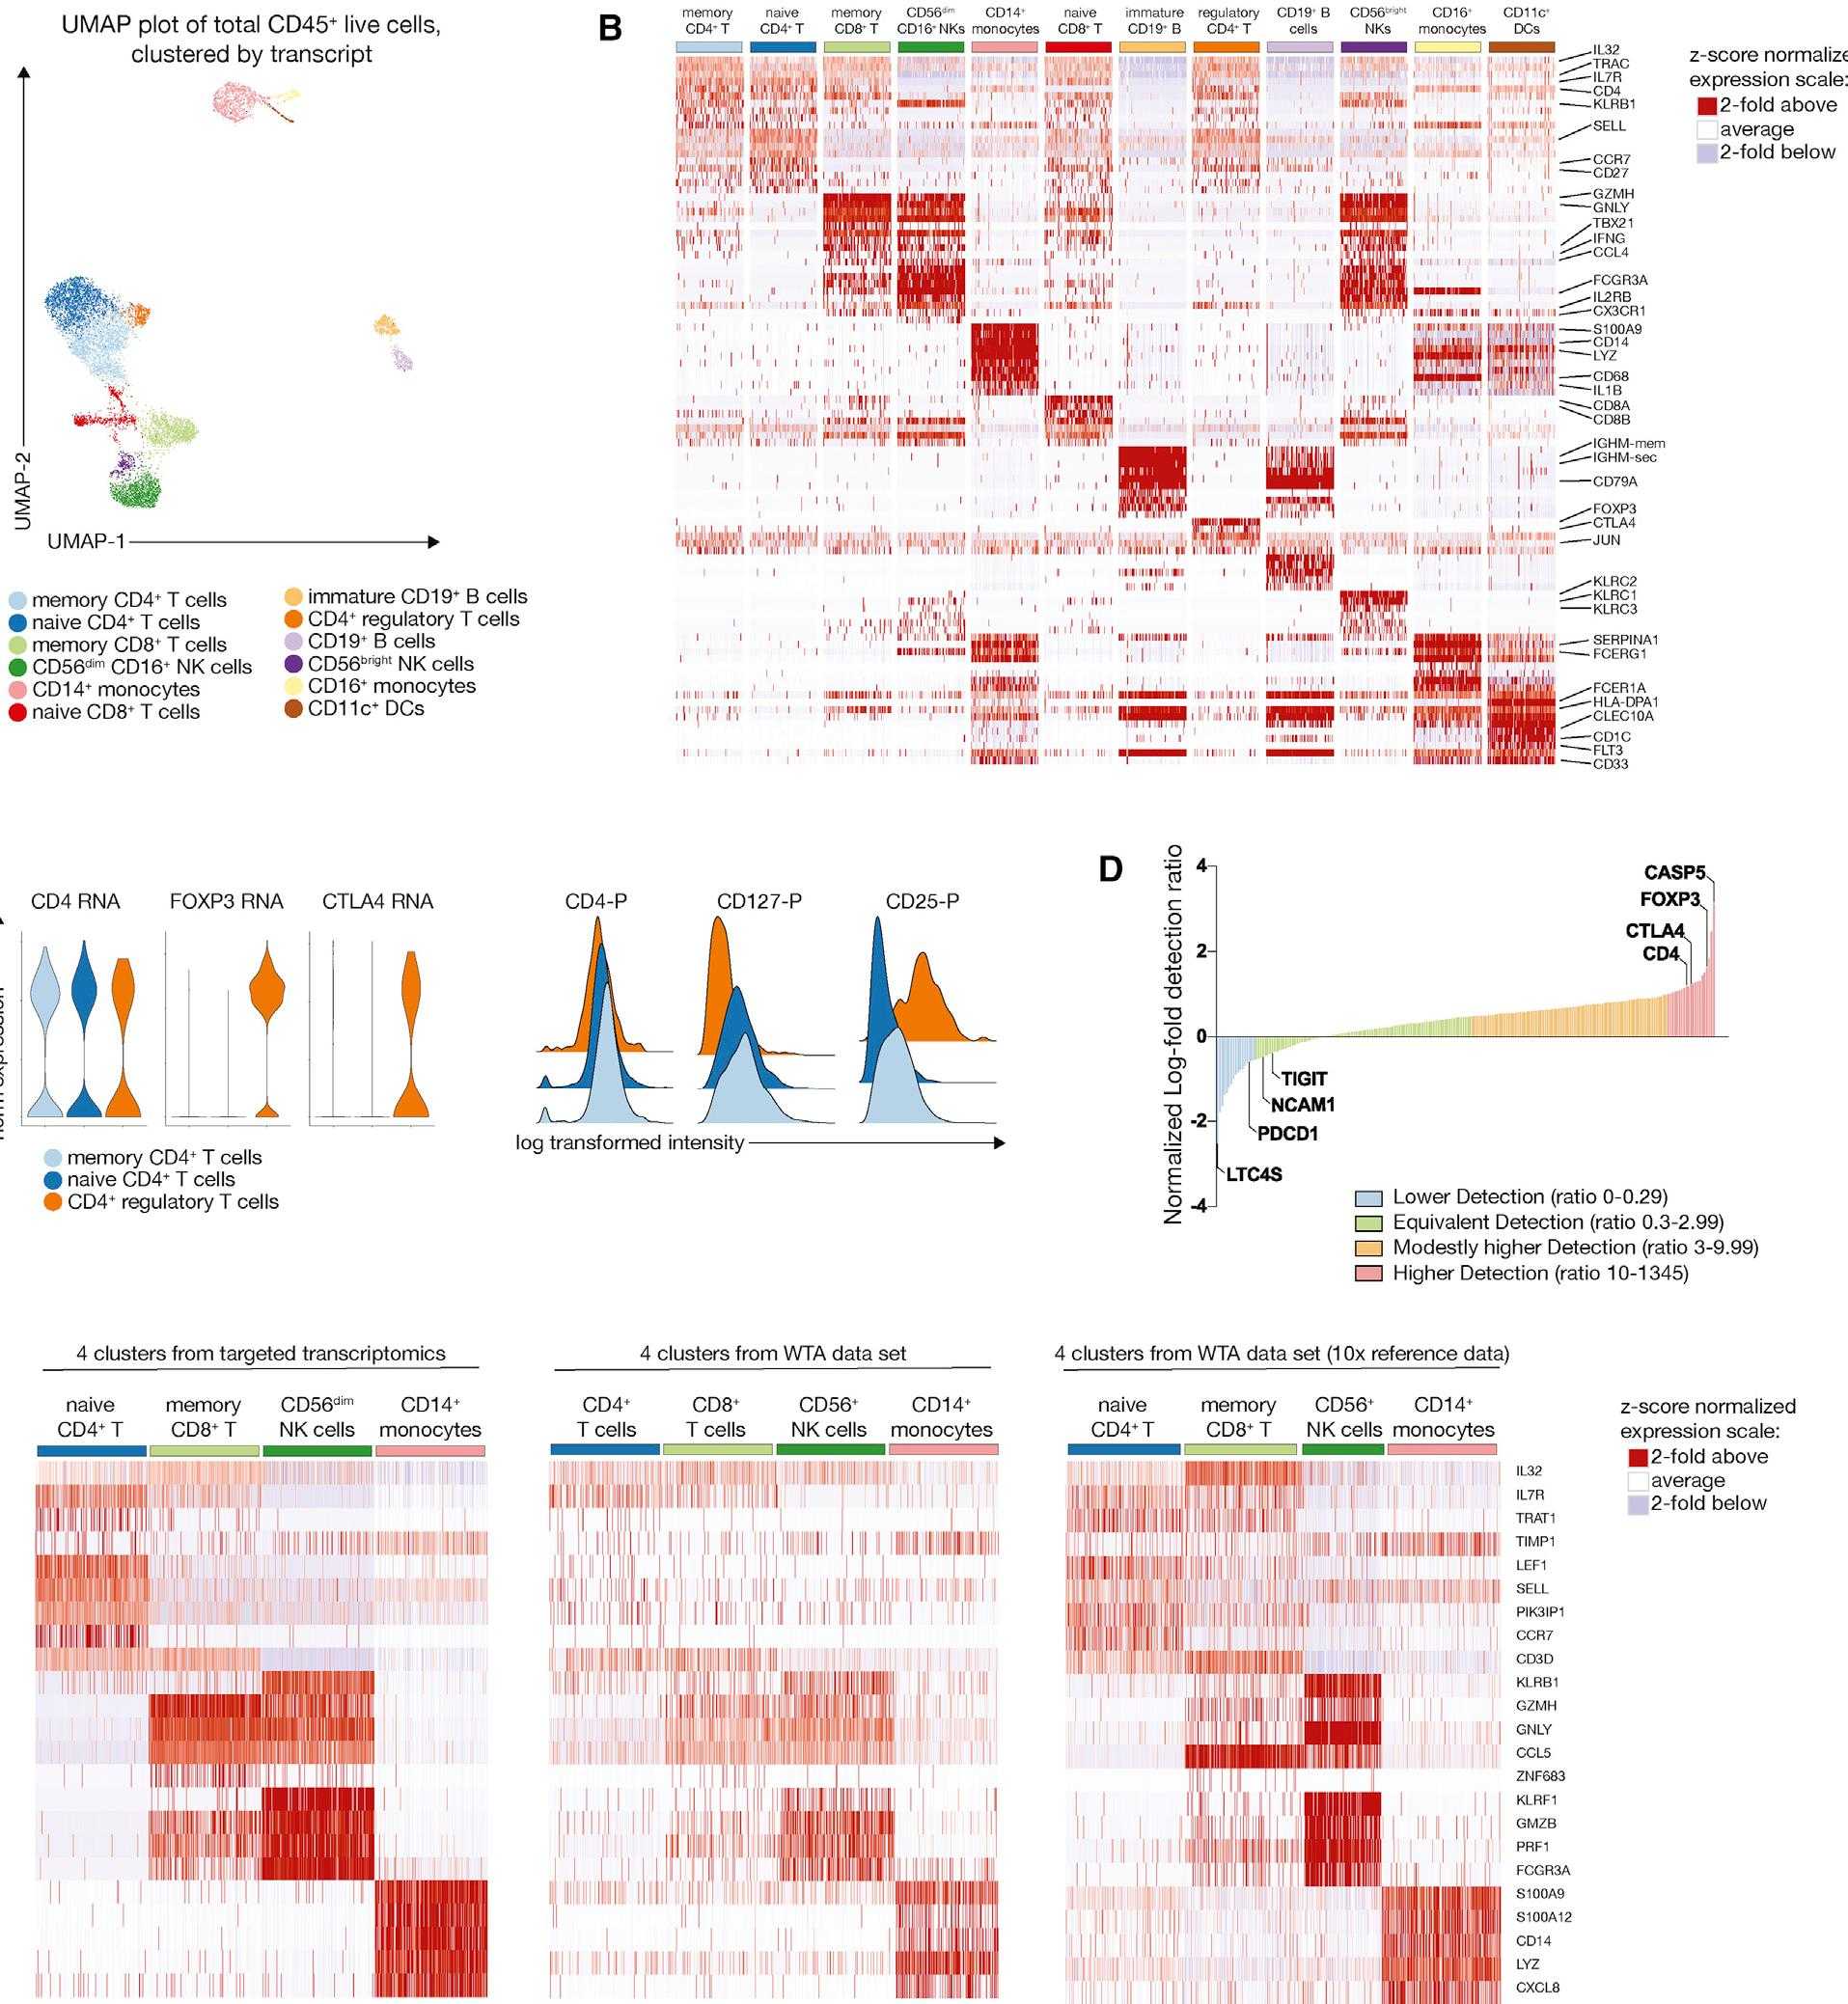 UMAP plot of total CD45⁺ live cells,
clustered by transcript
UMAP-2
UMAP-1
memory CD4⁺ T cells
naive CD4⁺ T cells
memory CD8⁺ T cells
CD56ᵈⁱᵐ CD16⁺ NK cells
CD14⁺ monocytes
naive CD8⁺ T cells
immature CD19⁺ B cells
CD4⁺ regulatory T cells
CD19⁺ B cells
CD56ᵇʳⁱᵍʰᵗ NK cells
CD16⁺ monocytes
CD11c⁺ DCs
B
memory
CD4⁺ T
naive
CD4⁺ T
memory
CD8⁺ T
CD56ᵈⁱᵐ
CD16⁺ NKs
CD14⁺
monocytes
naive
CD8⁺ T
immature
CD19⁺ B
regulatory
CD4⁺ T
CD19⁺ B
cells
CD56ᵇʳⁱᵍʰᵗ
NKs
CD16⁺
monocytes
CD11c⁺
DCs
IL32
TRAC
IL7R
CD4
KLRB1
SELL
CCR7
CD27
GZMH
GNLY
TBX21
IFNG
CCL4
FCGR3A
IL2RB
CX3CR1
S100A9
CD14
LYZ
CD68
IL1B
CD8A
CD8B
IGHM-mem
IGHM-sec
CD79A
FOXP3
CTLA4
JUN
KLRC2
KLRC1
KLRC3
SERPINA1
FCERG1
FCER1A
HLA-DPA1
CLEC10A
CD1C
FLT3
CD33
z-score normalize
expression scale:
2-fold above
average
2-fold below
CD4 RNA
FOXP3 RNA
CTLA4 RNA
memory CD4⁺ T cells
naive CD4⁺ T cells
CD4⁺ regulatory T cells
CD4-P
CD127-P
CD25-P
log transformed intensity
D
Normalized Log-fold detection ratio
4
2
0
-2
-4
CASP5
FOXP3
CTLA4
CD4
TIGIT
NCAM1
PDCD1
LTC4S
Lower Detection (ratio 0-0.29)
Equivalent Detection (ratio 0.3-2.99)
Modestly higher Detection (ratio 3-9.99)
Higher Detection (ratio 10-1345)
4 clusters from targeted transcriptomics
naive
CD4⁺ T
memory
CD8⁺ T
CD56ᵈⁱᵐ
NK cells
CD14⁺
monocytes
4 clusters from WTA data set
CD4⁺
T cells
CD8⁺
T cells
CD56⁺
NK cells
CD14⁺
monocytes
4 clusters from WTA data set (10x reference data)
naive
CD4⁺ T
memory
CD8⁺ T
CD56⁺
NK cells
CD14⁺
monocytes
IL32
IL7R
TRAT1
TIMP1
LEF1
SELL
PIK3IP1
CCR7
CD3D
KLRB1
GZMH
GNLY
CCL5
ZNF683
KLRF1
GMZB
PRF1
FCGR3A
S100A9
S100A12
CD14
LYZ
CXCL8
z-score normalized
expression scale:
2-fold above
average
2-fold below